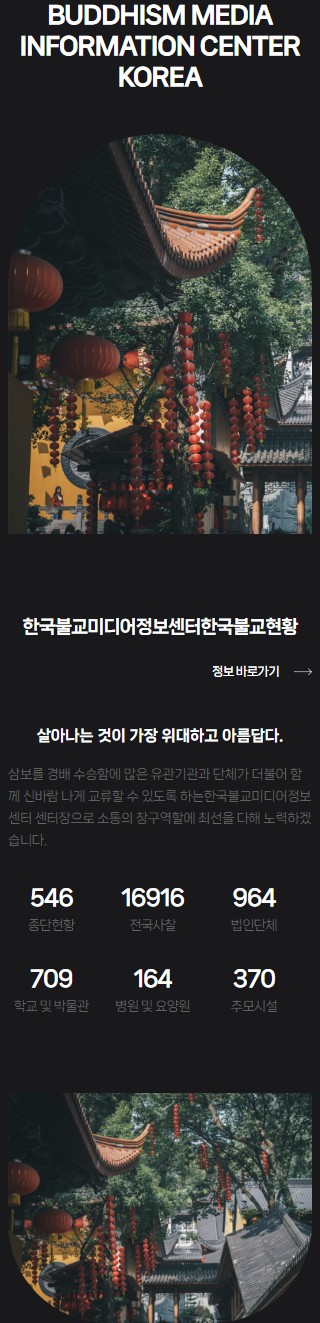 BUDDHISM MEDIA
INFORMATION CENTER
KOREA
한국불교미디어정보센터한국불교현황
정보 바로가기
살아나는 것이 가장 위대하고 아름답다.
삼보를 경배 수승함에 많은 유관기관과 단체가 더불어 함
께 신바람 나게 교류할 수 있도록 하는한국불교미디어정보
센터 센터장으로 소통의 창구역할에 최선을 다해 노력하겠
습니다.
546 16916 964
종단현황 전국사찰 법인단체
709 164 370
학교 및 박물관 병원 및 요양원 추모시설